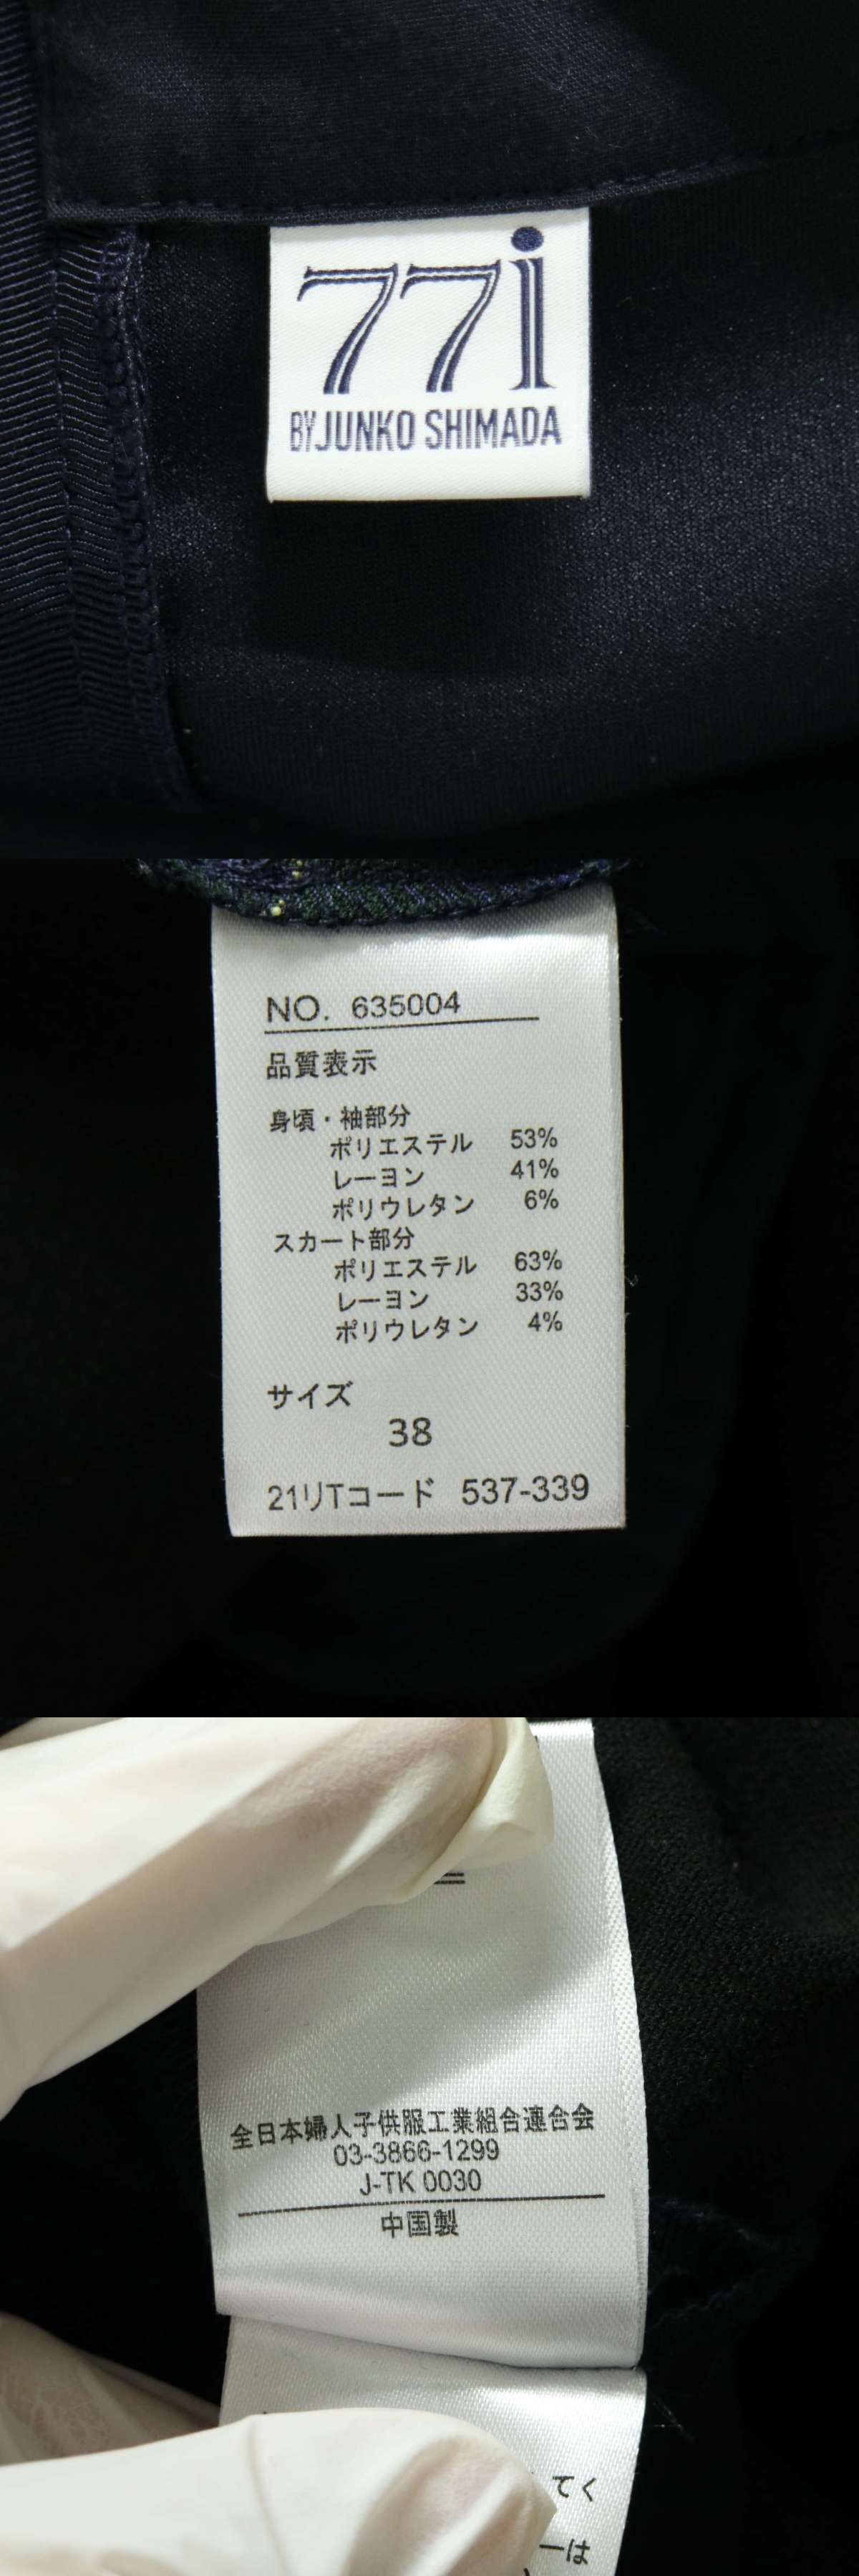 77i
BY JUNKO SHIMADA
NO. 635004
品質表示
身頃・袖部分
ポリエステル 53%
レーヨン 41%
ポリウレタン 6%
スカート部分
ポリエステル 63%
レーヨン 33%
ポリウレタン 4%
サイズ
38
21リTコード 537-339
全日本婦人子供服工業組合連合会
03-3866-1299
J-TK 0030
中国製
てく
ーは